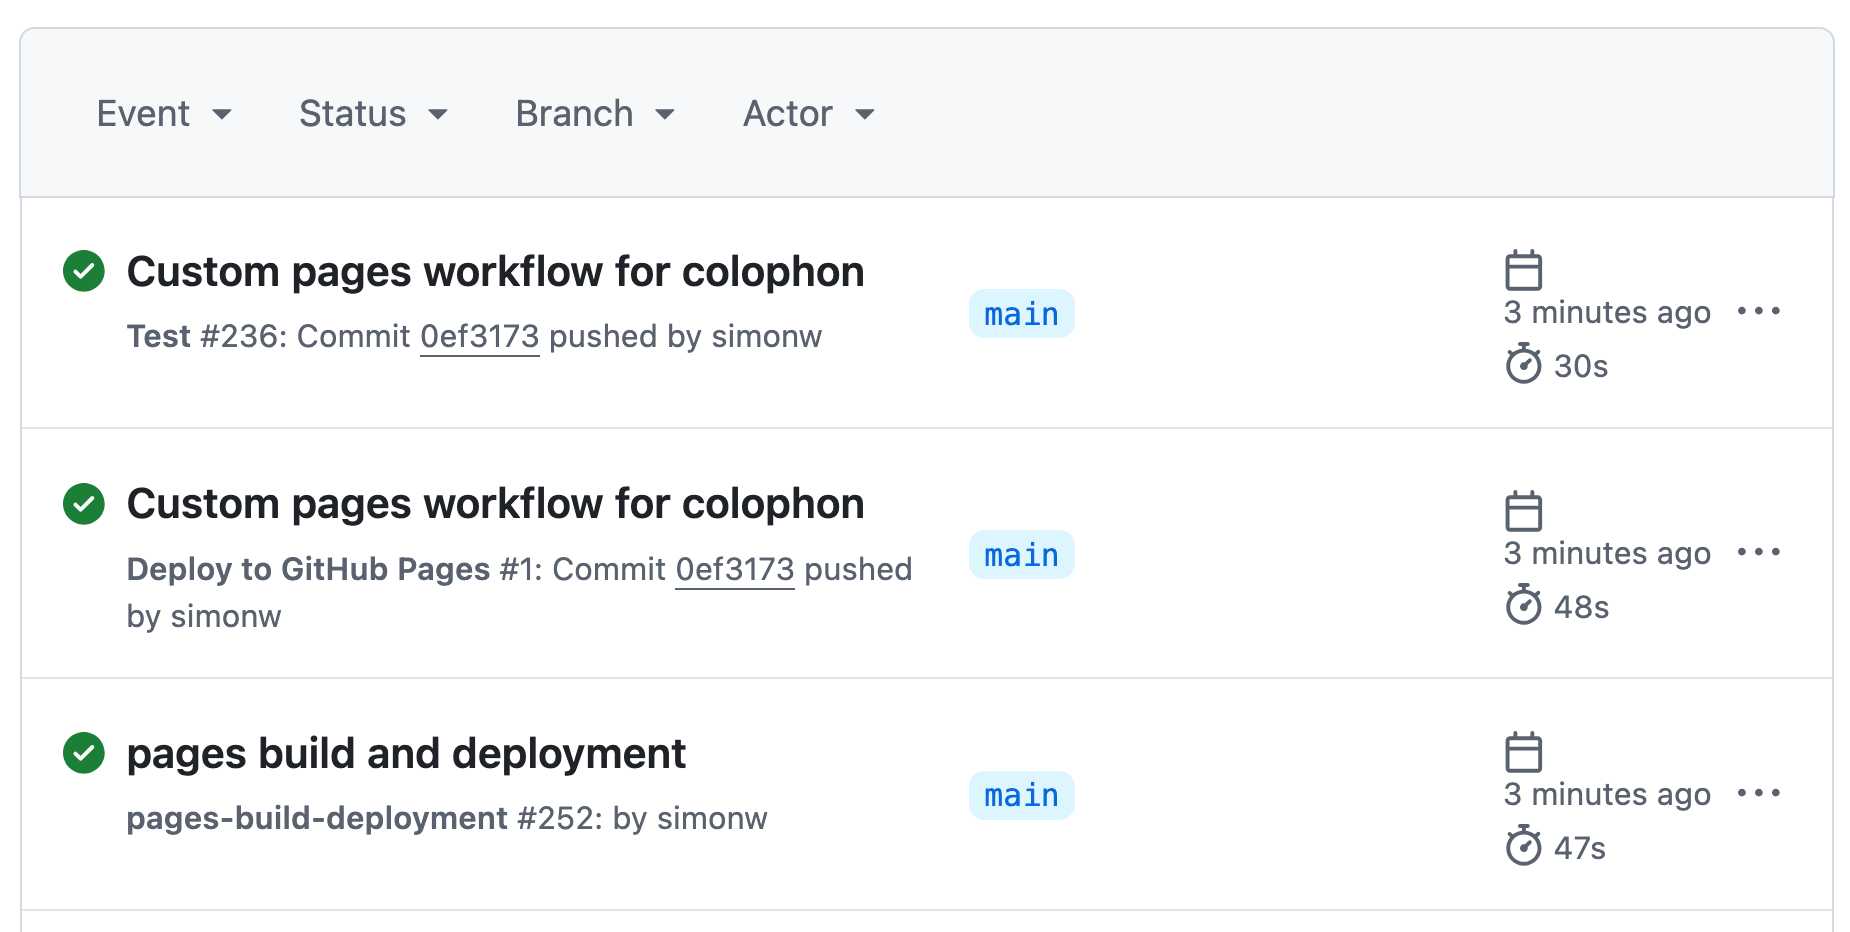 Event Status Branch Actor
Custom pages workflow for colophon
Test #236: Commit 0ef3173 pushed by simonw
main
3 minutes ago
30s
Custom pages workflow for colophon
Deploy to GitHub Pages #1: Commit 0ef3173 pushed
by simonw
main
3 minutes ago
48s
pages build and deployment
pages-build-deployment #252: by simonw
main
3 minutes ago
47s